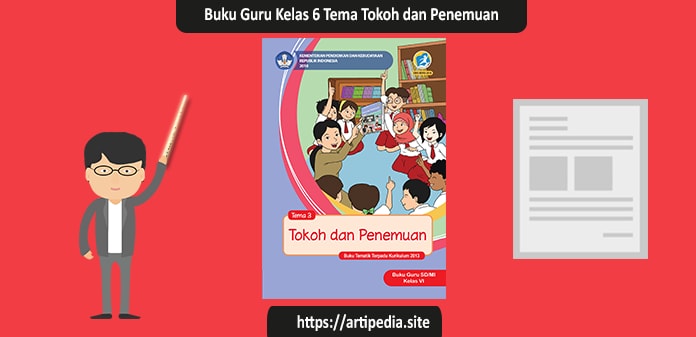 Buku Guru Kelas 6 Tema Tokoh dan Penemuan
KEMENTERIAN PENDIDIKAN DAN KEBUDAYAAN
REPUBLIK INDONESIA
2018
Tema 3
Tokoh dan Penemuan
Buku Tematik Terpadu Kurikulum 2013
Buku Guru SD/MI
Kelas VI
https://artipedia.site